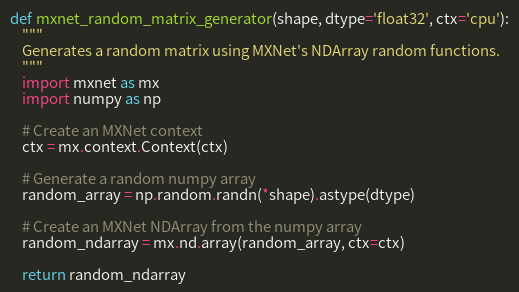 def mxnet_random_matrix_generator(shape, dtype='float32', ctx='cpu'):
    """
    Generates a random matrix using MXNet's NDArray random functions.
    """
    import mxnet as mx
    import numpy as np

    # Create an MXNet context
    ctx = mx.context.Context(ctx)

    # Generate a random numpy array
    random_array = np.random.randn(*shape).astype(dtype)

    # Create an MXNet NDArray from the numpy array
    random_ndarray = mx.nd.array(random_array, ctx=ctx)

    return random_ndarray